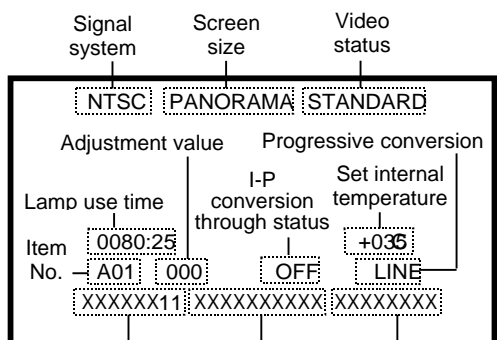 Signal system
Screen size
Video status
NTSC PANORAMA STANDARD
Adjustment value
Progressive conversion
I-P conversion through status
Set internal temperature
Lamp use time
0080:25
+035C
Item No.
A01 000 OFF LINE
XXXXXX11 XXXXXXXXXX XXXXXXXX